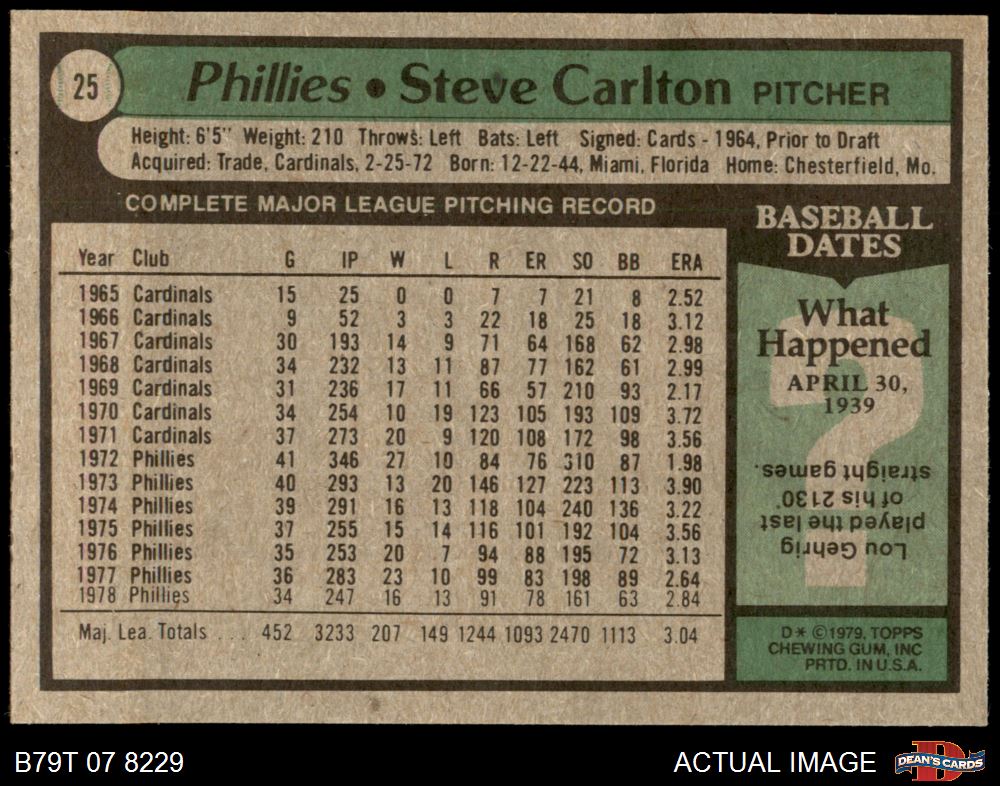 25
Phillies • Steve Carlton PITCHER
Height: 6'5" Weight: 210 Throws: Left Bats: Left Signed: Cards - 1964, Prior to Draft
Acquired: Trade, Cardinals, 2-25-72 Born: 12-22-44, Miami, Florida Home: Chesterfield, Mo.
COMPLETE MAJOR LEAGUE PITCHING RECORD
Year Club G IP W L R ER SO BB ERA
1965 Cardinals 15 25 0 0 7 7 21 8 2.52
1966 Cardinals 9 52 3 3 22 18 25 18 3.12
1967 Cardinals 30 193 14 9 71 64 168 62 2.98
1968 Cardinals 34 232 13 11 87 77 162 61 2.99
1969 Cardinals 31 236 17 11 66 57 210 93 2.17
1970 Cardinals 34 254 10 19 123 105 193 109 3.72
1971 Cardinals 37 273 20 9 120 108 172 98 3.56
1972 Phillies 41 346 27 10 84 76 310 87 1.98
1973 Phillies 40 293 13 20 146 127 223 113 3.90
1974 Phillies 39 291 16 13 118 104 240 136 3.22
1975 Phillies 37 255 15 14 116 101 192 104 3.56
1976 Phillies 35 253 20 7 94 88 195 72 3.13
1977 Phillies 36 283 23 10 99 83 198 89 2.64
1978 Phillies 34 247 16 13 91 78 161 63 2.84
Maj. Lea. Totals ... 452 3233 207 149 1244 1093 2470 1113 3.04
BASEBALL
DATES
What
Happened
APRIL 30,
1939
?
Lou Gehrig
played the last
of his 2130
straight games.
D* ©1979, TOPPS
CHEWING GUM, INC
PRTD. IN U.S.A.
B79T 07 8229
ACTUAL IMAGE
D
DEAN'S CARDS